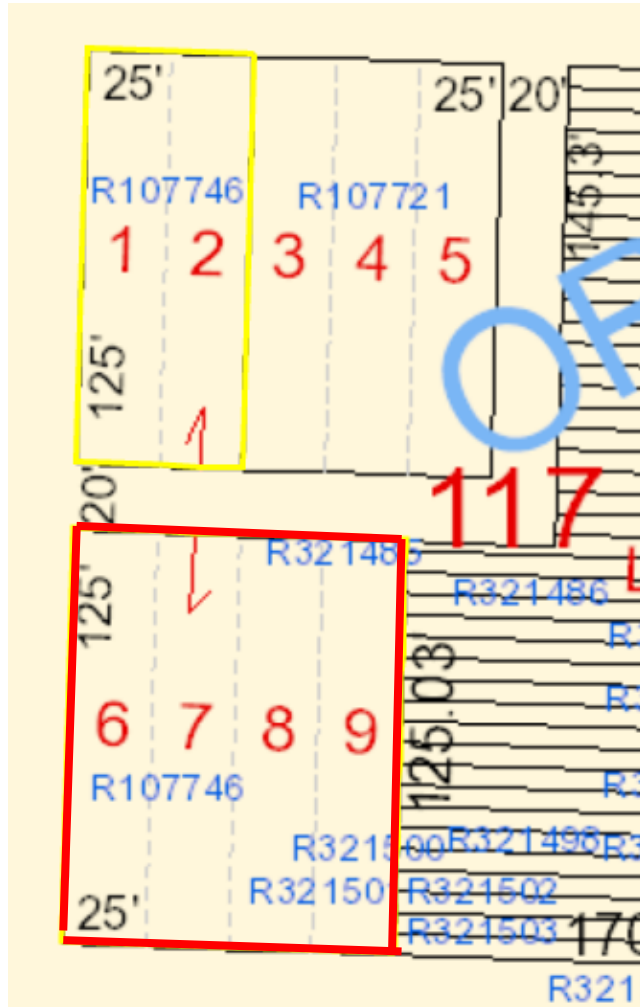 25' 25' 20'
145.3'
R107746 R107721
1 2 3 4 5
125'
OR
20' 117
R321485
125' R321486
125.03
6 7 8 9
R107746
R321500 R321498
R321502
25' R321503 170
R321